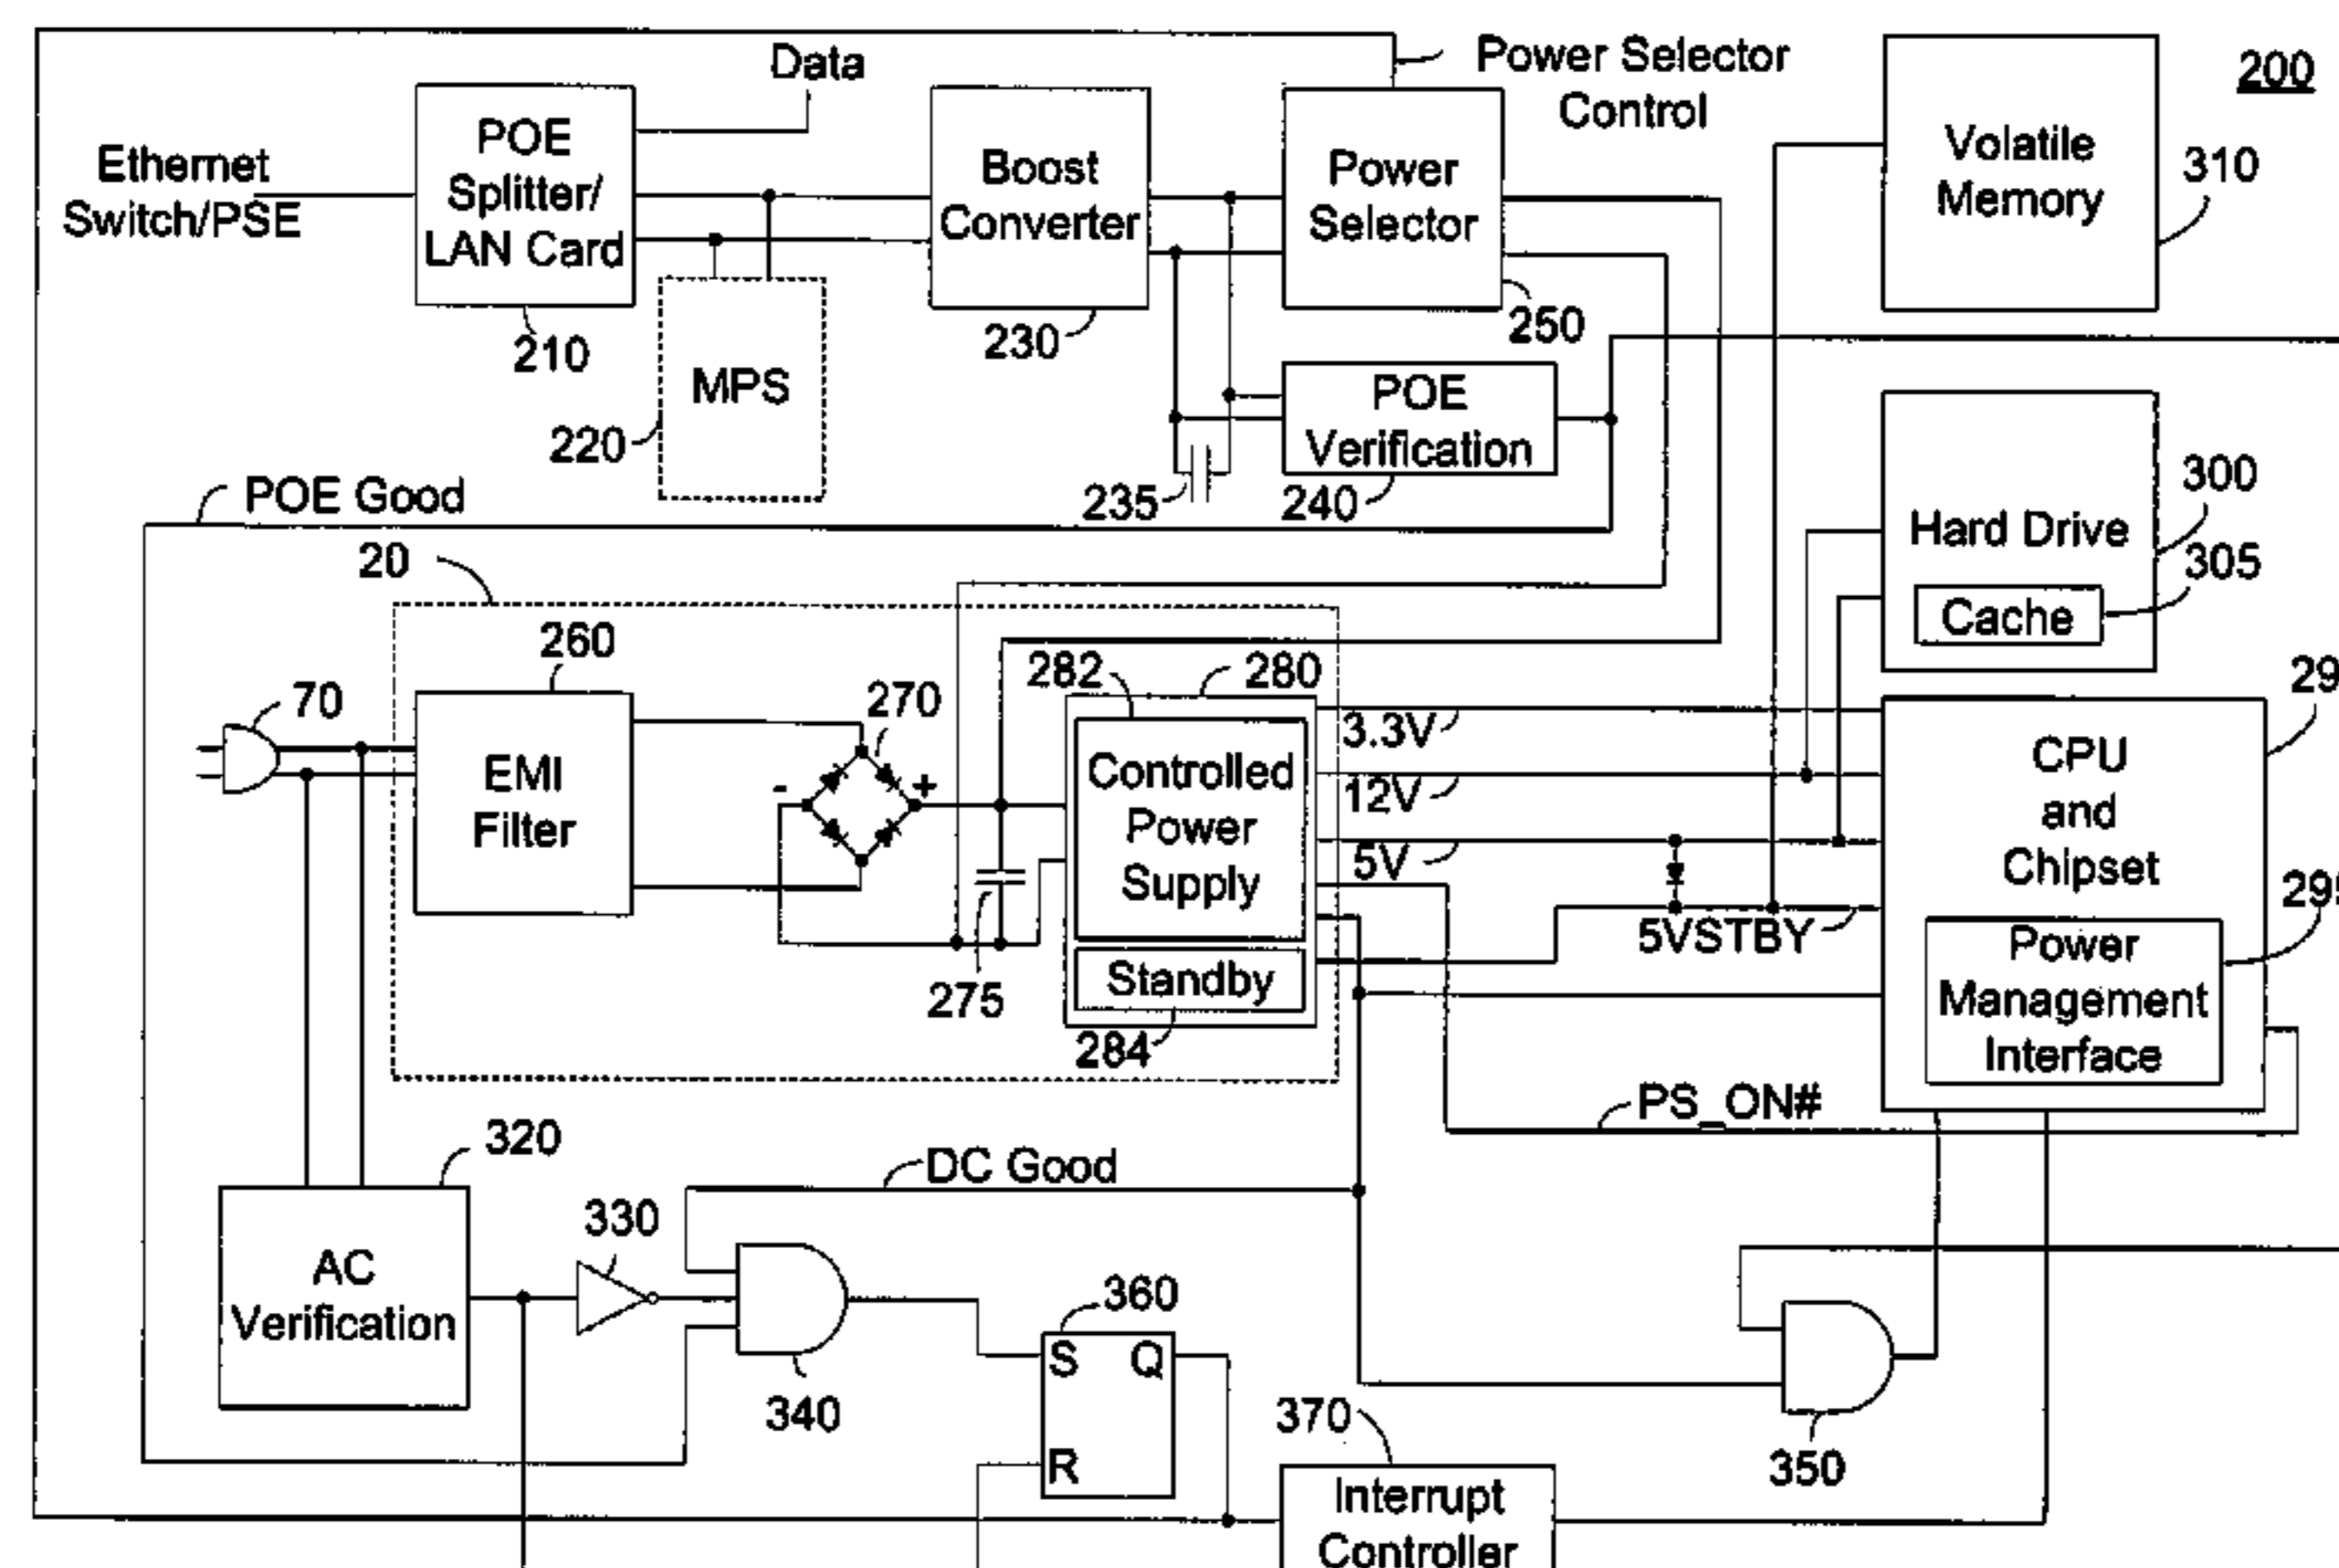 Data
Power Selector
Control
200
POE
Splitter/
LAN Card
Ethernet
Switch/PSE
Boost
Converter
Power
Selector
Volatile
Memory
310
210
230
250
MPS
220
POE
Verification
235
240
POE Good
20
Hard Drive
300
Cache
305
260
282
280
29
70
270
-
+
EMI
Filter
Controlled
Power
Supply
3.3V
12V
5V
5VSTBY
CPU
and
Chipset
Power
Management
Interface
275
Standby
284
PS_ON#
320
DC Good
330
AC
Verification
360
S
Q
R
340
370
350
Interrupt
Controller